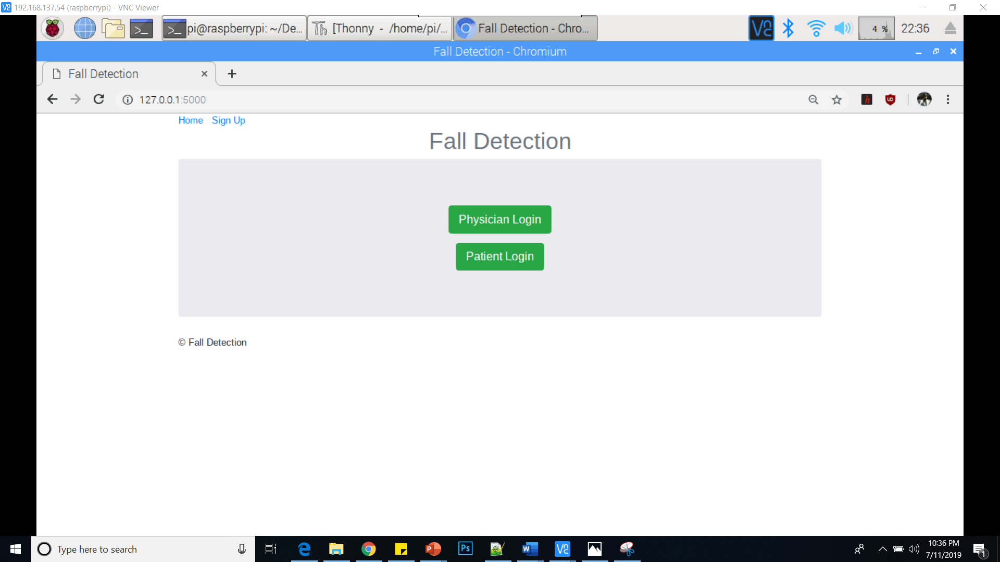 192.168.137.54 (raspberrypi) - VNC Viewer
pi@raspberrypi: ~/De...
[Thonny - /home/pi/...
Fall Detection - Chro...
4 %
22:36
Fall Detection - Chromium
Fall Detection
127.0.0.1:5000
Home Sign Up
Fall Detection
Physician Login
Patient Login
© Fall Detection
Type here to search
10:36 PM
7/11/2019
1